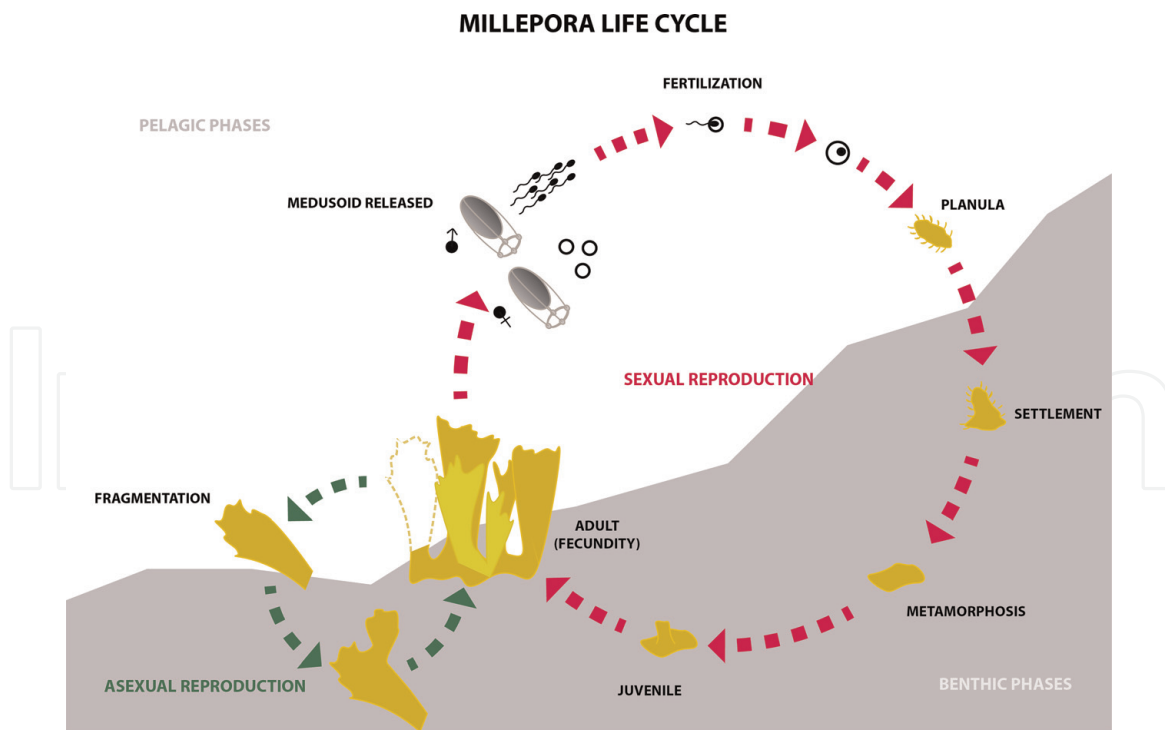 MILLEPORA LIFE CYCLE
FERTILIZATION
PELAGIC PHASES
MEDUSOID RELEASED
PLANULA
SEXUAL REPRODUCTION
SETTLEMENT
FRAGMENTATION
ADULT
(FECUNDITY)
METAMORPHOSIS
ASEXUAL REPRODUCTION
JUVENILE
BENTHIC PHASES